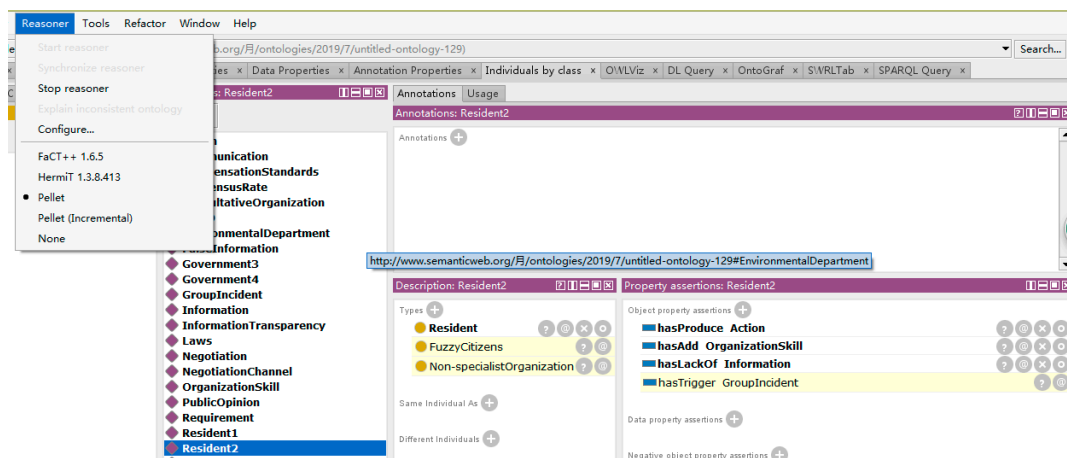 Reasoner Tools Refactor Window Help
Start reasoner
.org/月/ontologies/2019/7/untitled-ontology-129)
Search...
Synchronize reasoner
ies × Data Properties × Annotation Properties × Individuals by class × OWLViz × DL Query × OntoGraf × SWRLTab × SPARQL Query ×
Stop reasoner
s: Resident2
Annotations Usage
Explain inconsistent ontology
Annotations: Resident2
Configure...
Annotations
FaCT++ 1.6.5
HermiT 1.3.8.413
Pellet
Pellet (Incremental)
None
unication
ensationStandards
ensusRate
ultativeOrganization
onmentalDepartment
FalseInformation
Government3
Government4
GroupIncident
Information
InformationTransparency
Laws
Negotiation
NegotiationChannel
OrganizationSkill
PublicOpinion
Requirement
Resident1
Resident2
http://www.semanticweb.org/月/ontologies/2019/7/untitled-ontology-129#EnvironmentalDepartment
Description: Resident2
Types
Resident
FuzzyCitizens
Non-specialistOrganization
Same Individual As
Different Individuals
Property assertions: Resident2
Object property assertions
hasProduce Action
hasAdd OrganizationSkill
hasLackOf Information
hasTrigger GroupIncident
Data property assertions
Negative object property assertions